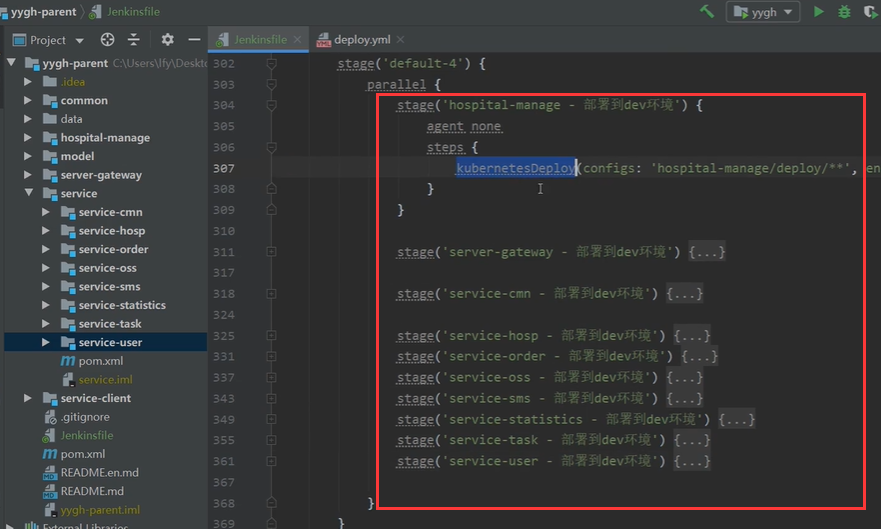 yygh-parent Jenkinsfile yygh
Project Jenkinsfile deploy.yml
yygh-parent C:\Users\lfy\Deskto
.idea
common
data
hospital-manage
model
server-gateway
service
service-cmn
service-hosp
service-order
service-oss
service-sms
service-statistics
service-task
service-user
pom.xml
service.iml
service-client
.gitignore
Jenkinsfile
pom.xml
README.en.md
README.md
yygh-parent.iml
External Libraries
302 stage('default-4') {
303 parallel {
304 stage('hospital-manage - 部署到dev环境') {
305 agent none
306 steps {
307 kubernetesDeploy(configs: 'hospital-manage/deploy/**', en
308 }
309 }
310
311 stage('server-gateway - 部署到dev环境') {...}
317
318 stage('service-cmn - 部署到dev环境') {...}
324
325 stage('service-hosp - 部署到dev环境') {...}
331 stage('service-order - 部署到dev环境') {...}
337 stage('service-oss - 部署到dev环境') {...}
343 stage('service-sms - 部署到dev环境') {...}
349 stage('service-statistics - 部署到dev环境') {...}
355 stage('service-task - 部署到dev环境') {...}
361 stage('service-user - 部署到dev环境') {...}
367
368 }
369 }